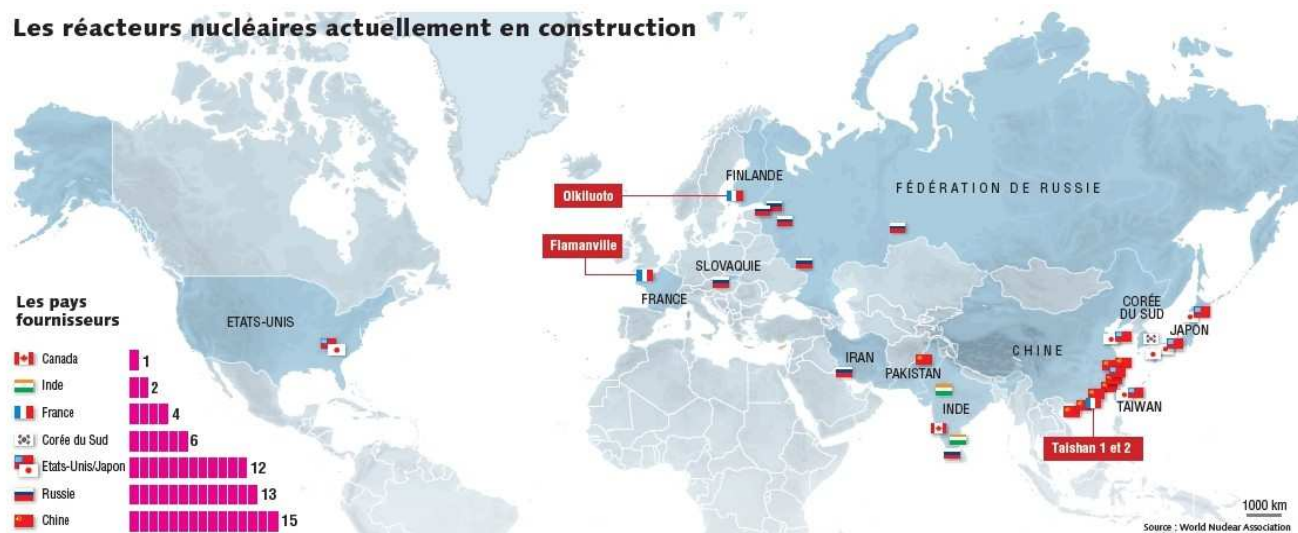 Les réacteurs nucléaires actuellement en construction
FINLANDE
Olkiluoto
FÉDÉRATION DE RUSSIE
Flamanville
SLOVAQUIE
FRANCE
Les pays
fournisseurs
ETATS-UNIS
CORÉE
DU SUD
JAPON
IRAN
CHINE
PAKISTAN
INDE
TAIWAN
Taishan 1 et 2
Canada 1
Inde 2
France 4
Corée du Sud 6
Etats-Unis/Japon 12
Russie 13
Chine 15
1000 km
Source : World Nuclear Association